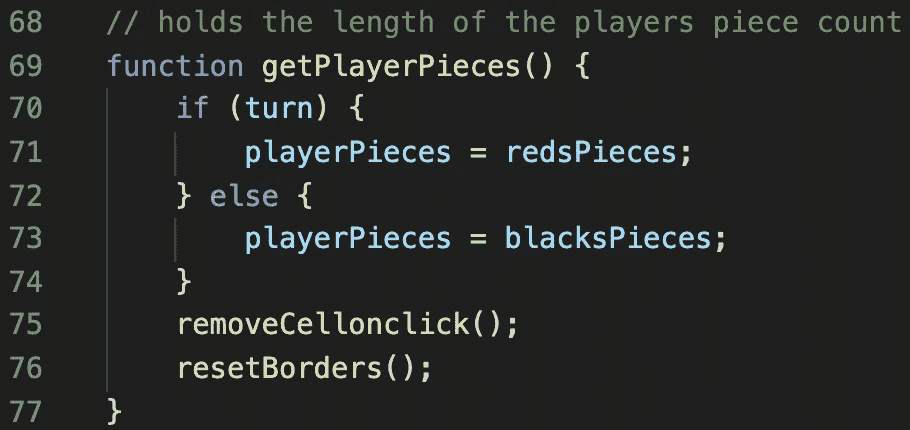 68 // holds the length of the players piece count
69 function getPlayerPieces() {
70 if (turn) {
71 playerPieces = redsPieces;
72 } else {
73 playerPieces = blacksPieces;
74 }
75 removeCellonclick();
76 resetBorders();
77 }